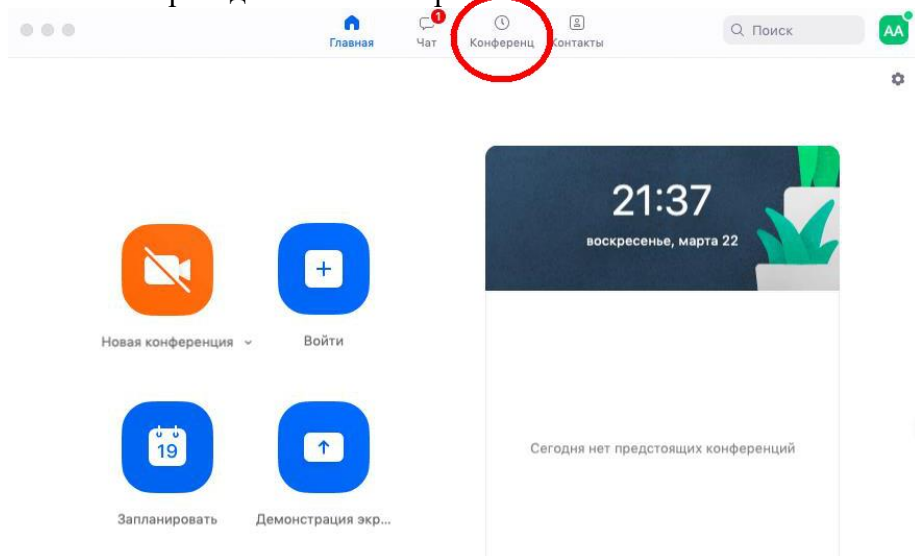 1
Главная
Чат
Конференц
Контакты
Поиск
АА
21:37
воскресенье, марта 22
Новая конференция
Войти
19
Запланировать
Демонстрация экр...
Сегодня нет предстоящих конференций